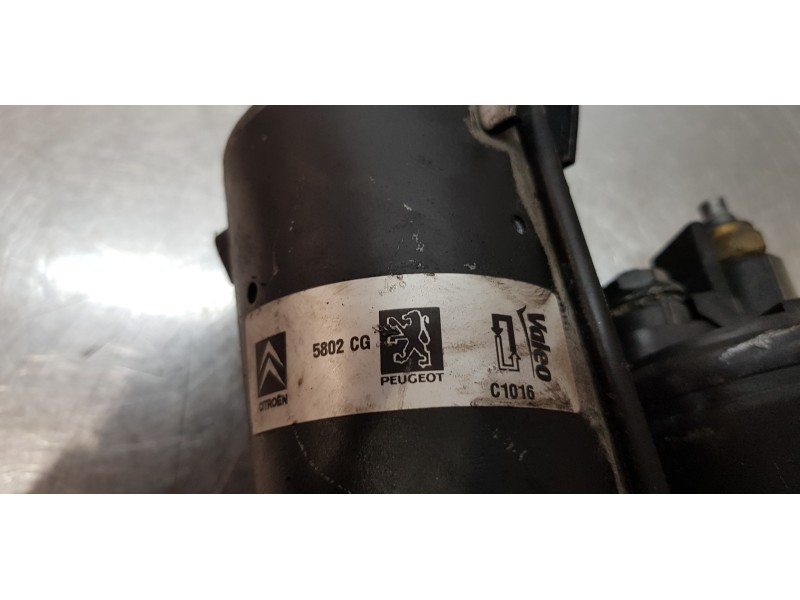 CITROËN
5802 CG
PEUGEOT
Valeo
C1016